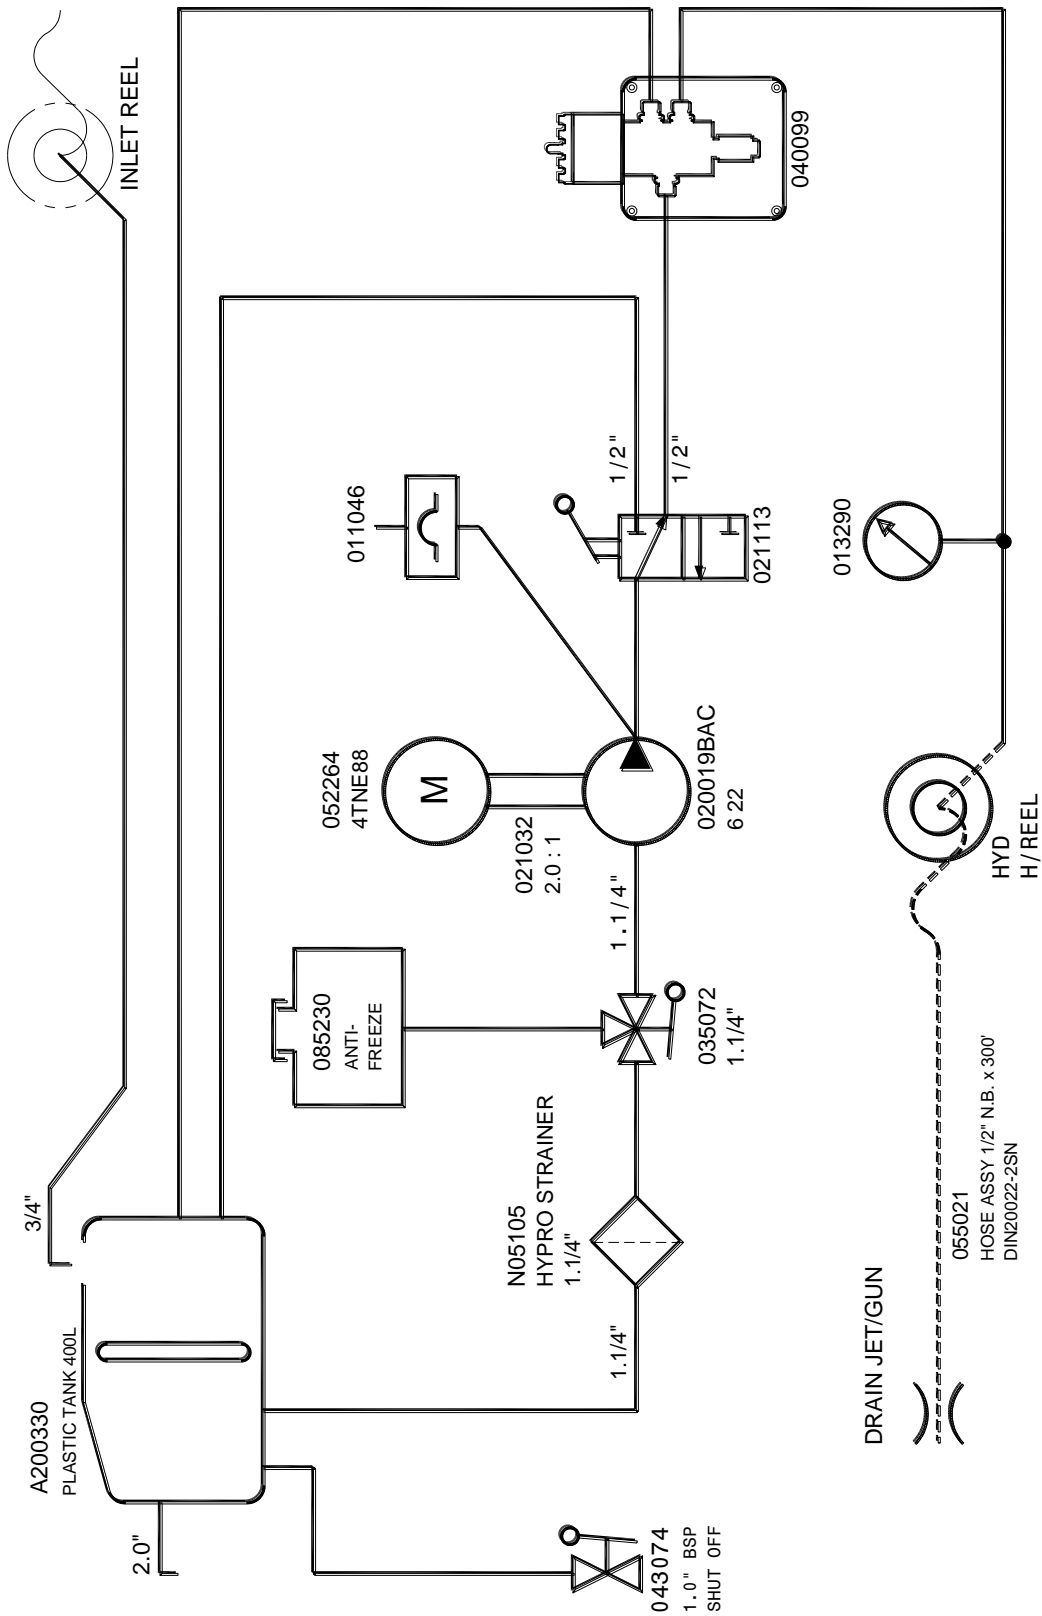 A200330
PLASTIC TANK 400L
3/4"
INLET REEL
2.0"
085230
ANTI-
FREEZE
052264
4TNE88
M
011046
021032
2.0 : 1
N05105
HYPRO STRAINER
1.1/4"
1.1/4"
1.1/4"
1/2"
1/2"
043074
1.0" BSP
SHUT OFF
035072
1.1/4"
020019BAC
6 22
021113
040099
DRAIN JET/GUN
013290
055021
HOSE ASSY 1/2" N.B. x 300'
DIN20022-2SN
HYD
H/REEL